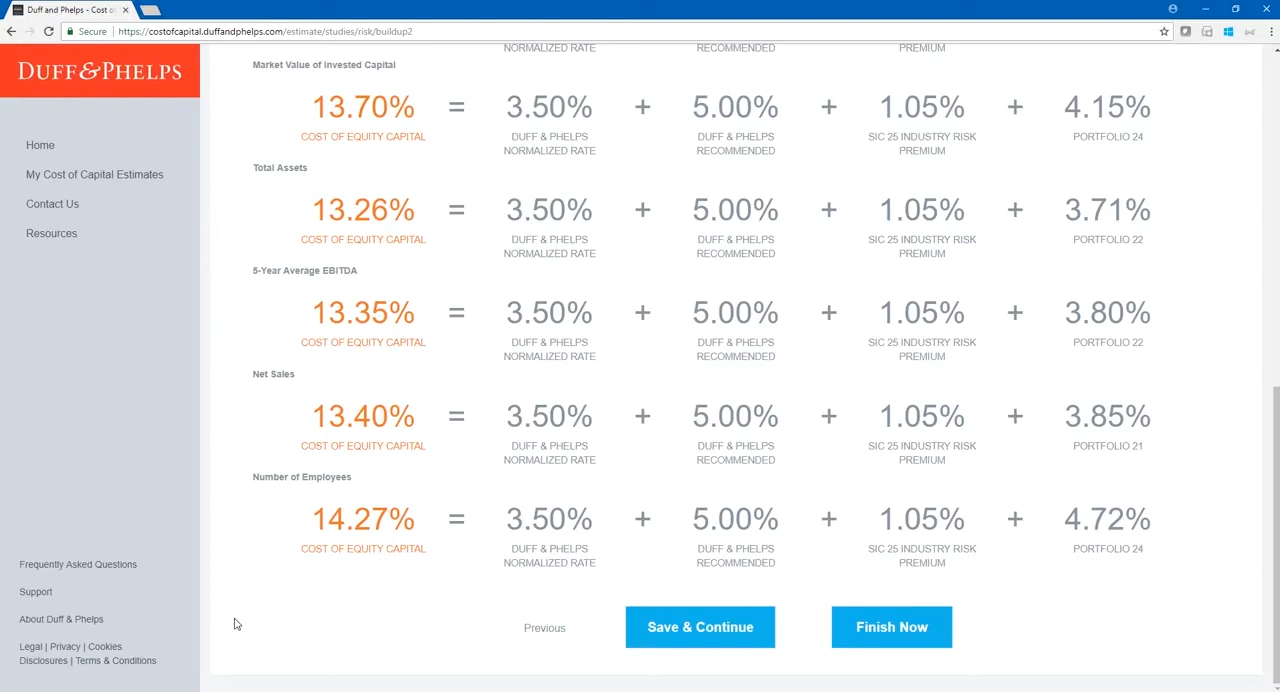 Duff and Phelps - Cost o
Secure | https://costofcapital.duffandphelps.com/estimate/studies/risk/buildup2
DUFF&PHELPS
Home
My Cost of Capital Estimates
Contact Us
Resources
Frequently Asked Questions
Support
About Duff & Phelps
Legal | Privacy | Cookies
Disclosures | Terms & Conditions
NORMALIZED RATE RECOMMENDED PREMIUM
Market Value of Invested Capital
13.70% = 3.50% + 5.00% + 1.05% + 4.15%
COST OF EQUITY CAPITAL DUFF & PHELPS DUFF & PHELPS SIC 25 INDUSTRY RISK PORTFOLIO 24
NORMALIZED RATE RECOMMENDED PREMIUM
Total Assets
13.26% = 3.50% + 5.00% + 1.05% + 3.71%
COST OF EQUITY CAPITAL DUFF & PHELPS DUFF & PHELPS SIC 25 INDUSTRY RISK PORTFOLIO 22
NORMALIZED RATE RECOMMENDED PREMIUM
5-Year Average EBITDA
13.35% = 3.50% + 5.00% + 1.05% + 3.80%
COST OF EQUITY CAPITAL DUFF & PHELPS DUFF & PHELPS SIC 25 INDUSTRY RISK PORTFOLIO 22
NORMALIZED RATE RECOMMENDED PREMIUM
Net Sales
13.40% = 3.50% + 5.00% + 1.05% + 3.85%
COST OF EQUITY CAPITAL DUFF & PHELPS DUFF & PHELPS SIC 25 INDUSTRY RISK PORTFOLIO 21
NORMALIZED RATE RECOMMENDED PREMIUM
Number of Employees
14.27% = 3.50% + 5.00% + 1.05% + 4.72%
COST OF EQUITY CAPITAL DUFF & PHELPS DUFF & PHELPS SIC 25 INDUSTRY RISK PORTFOLIO 24
NORMALIZED RATE RECOMMENDED PREMIUM
Previous Save & Continue Finish Now